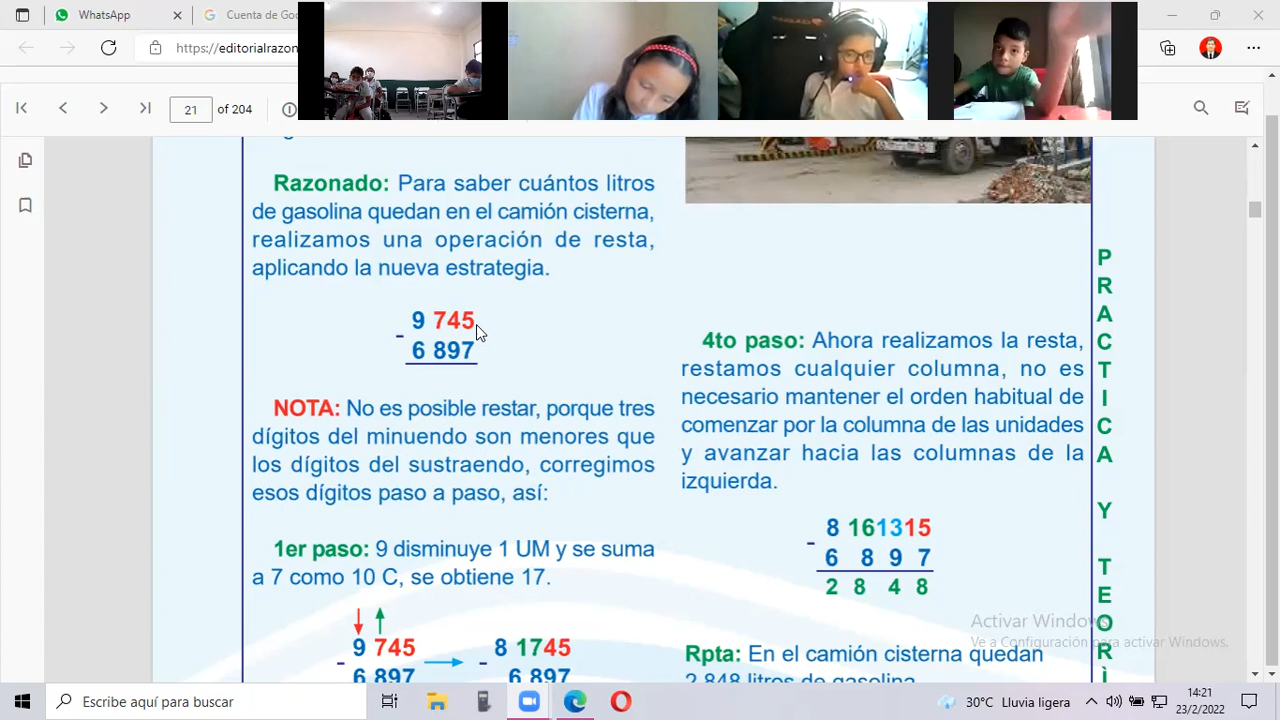 WhatsApp
Cuenta de Goo
https://editorialrazon
21 of 204
Razonado: Para saber cuántos litros
de gasolina quedan en el camión cisterna,
realizamos una operación de resta,
aplicando la nueva estrategia.
9 745
- 6 897
NOTA: No es posible restar, porque tres
dígitos del minuendo son menores que
los dígitos del sustraendo, corregimos
esos dígitos paso a paso, así:
1er paso: 9 disminuye 1 UM y se suma
a 7 como 10 C, se obtiene 17.
9 745 8 1745
- 6 897 - 6 897
4to paso: Ahora realizamos la resta,
restamos cualquier columna, no es
necesario mantener el orden habitual de
comenzar por la columna de las unidades
y avanzar hacia las columnas de la
izquierda.
8 161315
- 6 8 9 7
2 8 4 8
Rpta: En el camión cisterna quedan
2 848 litros de gasolina
PRACTICA Y TEORÌ
Activar Windows
Ve a Configuración para activar Windows.
Escribe aquí para buscar
30°C Lluvia ligera
14:21
23/2/2022